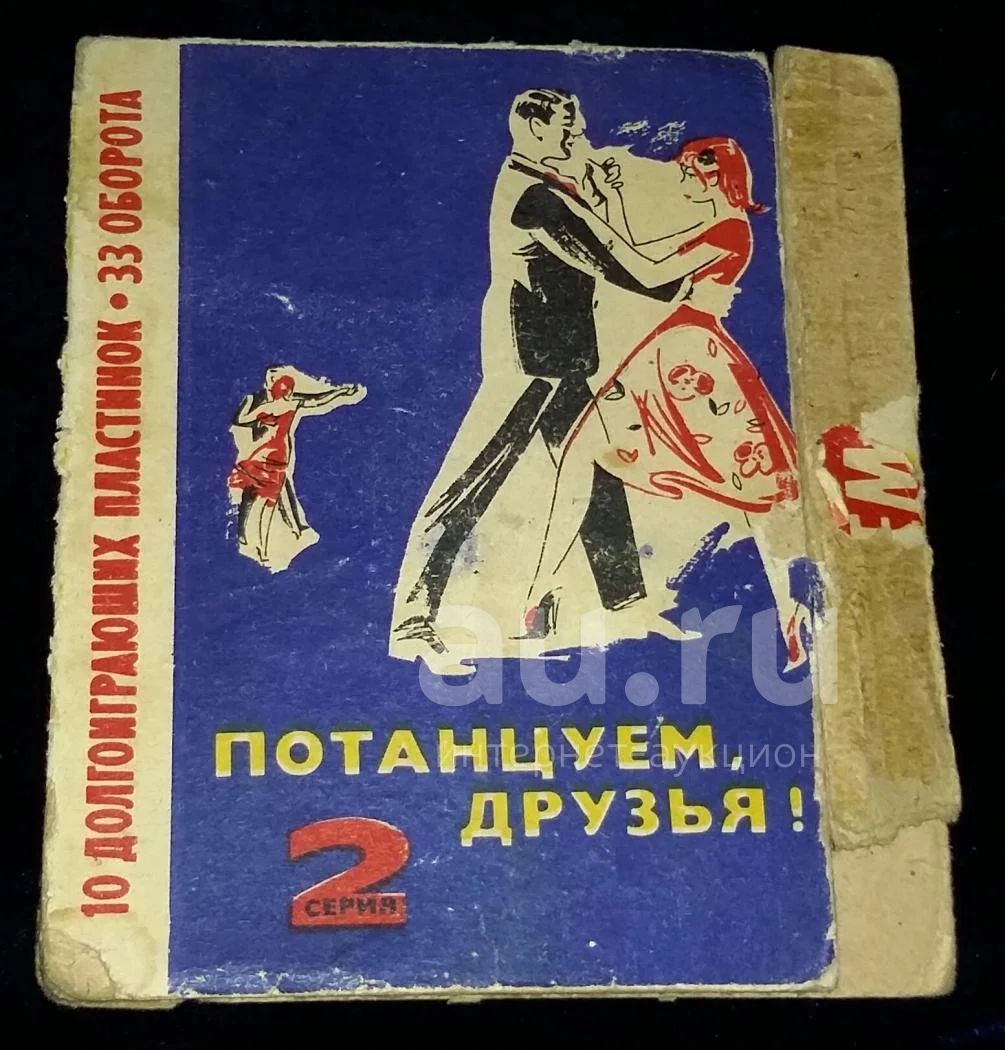 10 ДОЛГОИГРАЮЩИХ ПЛАСТИНОК • 33 ОБОРОТА
au.ru
интернет аукцион
ПОТАНЦУЕМ,
ДРУЗЬЯ!
2
СЕРИЯ